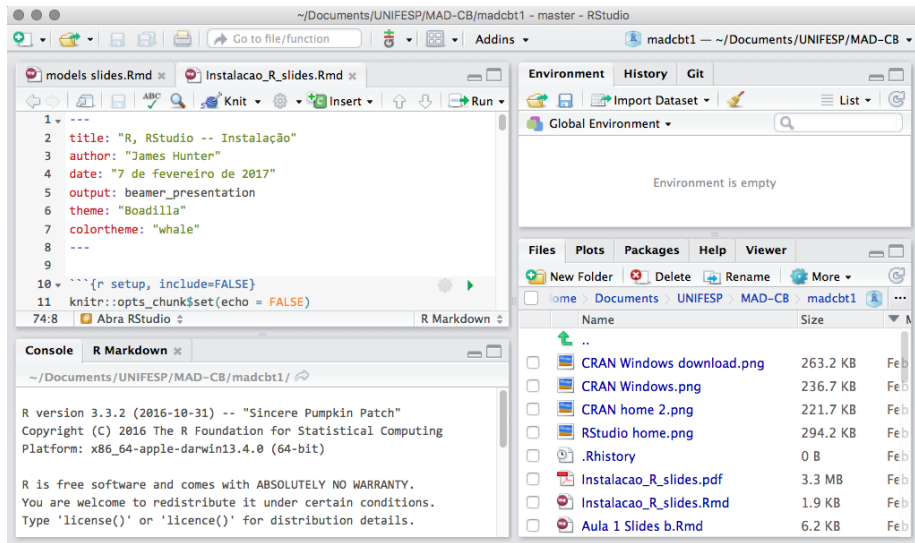 ~/Documents/UNIFESP/MAD-CB/madcbt1 - master - RStudio
Go to file/function
Addins
madcbt1 — ~/Documents/UNIFESP/MAD-CB
models slides.Rmd
Instalacao_R_slides.Rmd
ABC
Knit
Insert
Run
1 ---
2 title: "R, RStudio -- Instalação"
3 author: "James Hunter"
4 date: "7 de fevereiro de 2017"
5 output: beamer_presentation
6 theme: "Boadilla"
7 colortheme: "whale"
8 ---
9
10 ```{r setup, include=FALSE}
11 knitr::opts_chunk$set(echo = FALSE)
74:8 Abra RStudio R Markdown
Console R Markdown
~/Documents/UNIFESP/MAD-CB/madcbt1/
R version 3.3.2 (2016-10-31) -- "Sincere Pumpkin Patch"
Copyright (C) 2016 The R Foundation for Statistical Computing
Platform: x86_64-apple-darwin13.4.0 (64-bit)
R is free software and comes with ABSOLUTELY NO WARRANTY.
You are welcome to redistribute it under certain conditions.
Type 'license()' or 'licence()' for distribution details.
Environment History Git
Import Dataset List
Global Environment
Environment is empty
Files Plots Packages Help Viewer
New Folder Delete Rename More
Documents UNIFESP MAD-CB madcbt1 ...
Name Size
..
CRAN Windows download.png 263.2 KB Feb
CRAN Windows.png 236.7 KB Feb
CRAN home 2.png 221.7 KB Feb
RStudio home.png 294.2 KB Feb
.Rhistory 0 B Feb
Instalacao_R_slides.pdf 3.3 MB Feb
Instalacao_R_slides.Rmd 1.9 KB Feb
Aula 1 Slides b.Rmd 6.2 KB Feb